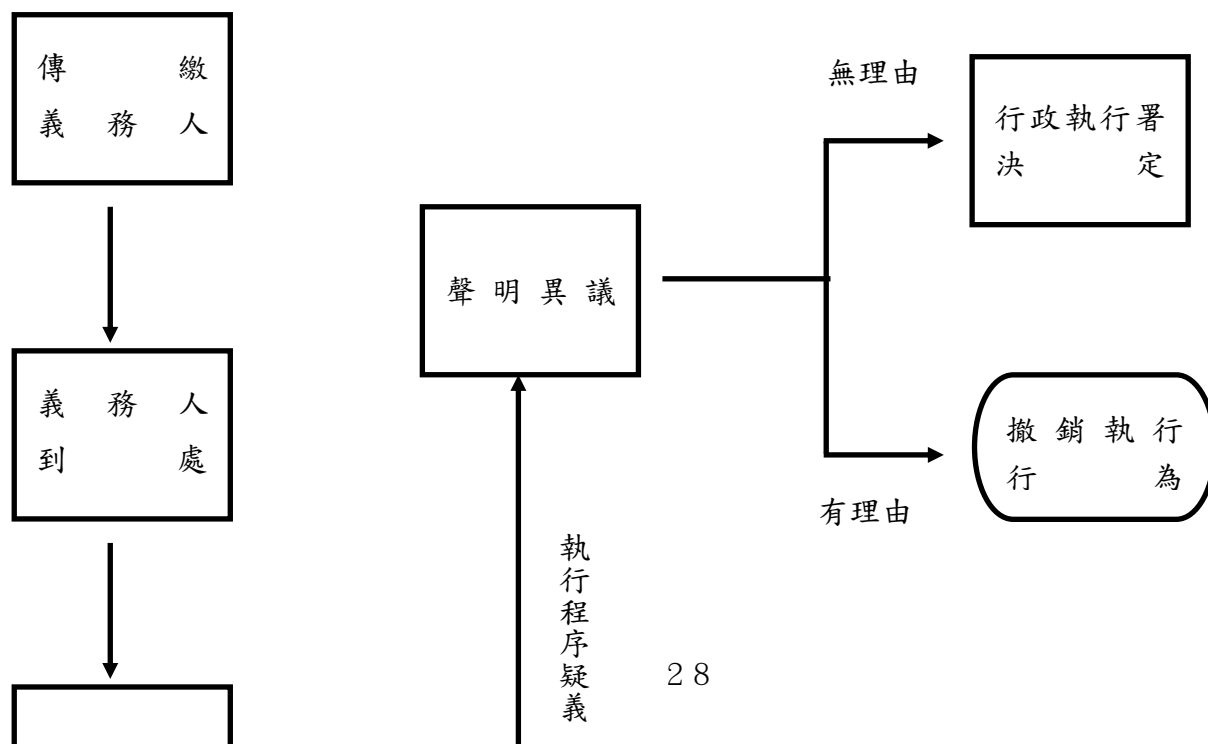 傳繳
義務人
無理由
行政執行署
決定
聲明異議
義務人
到處
撤銷執行
行為
有理由
執行程序疑義
28